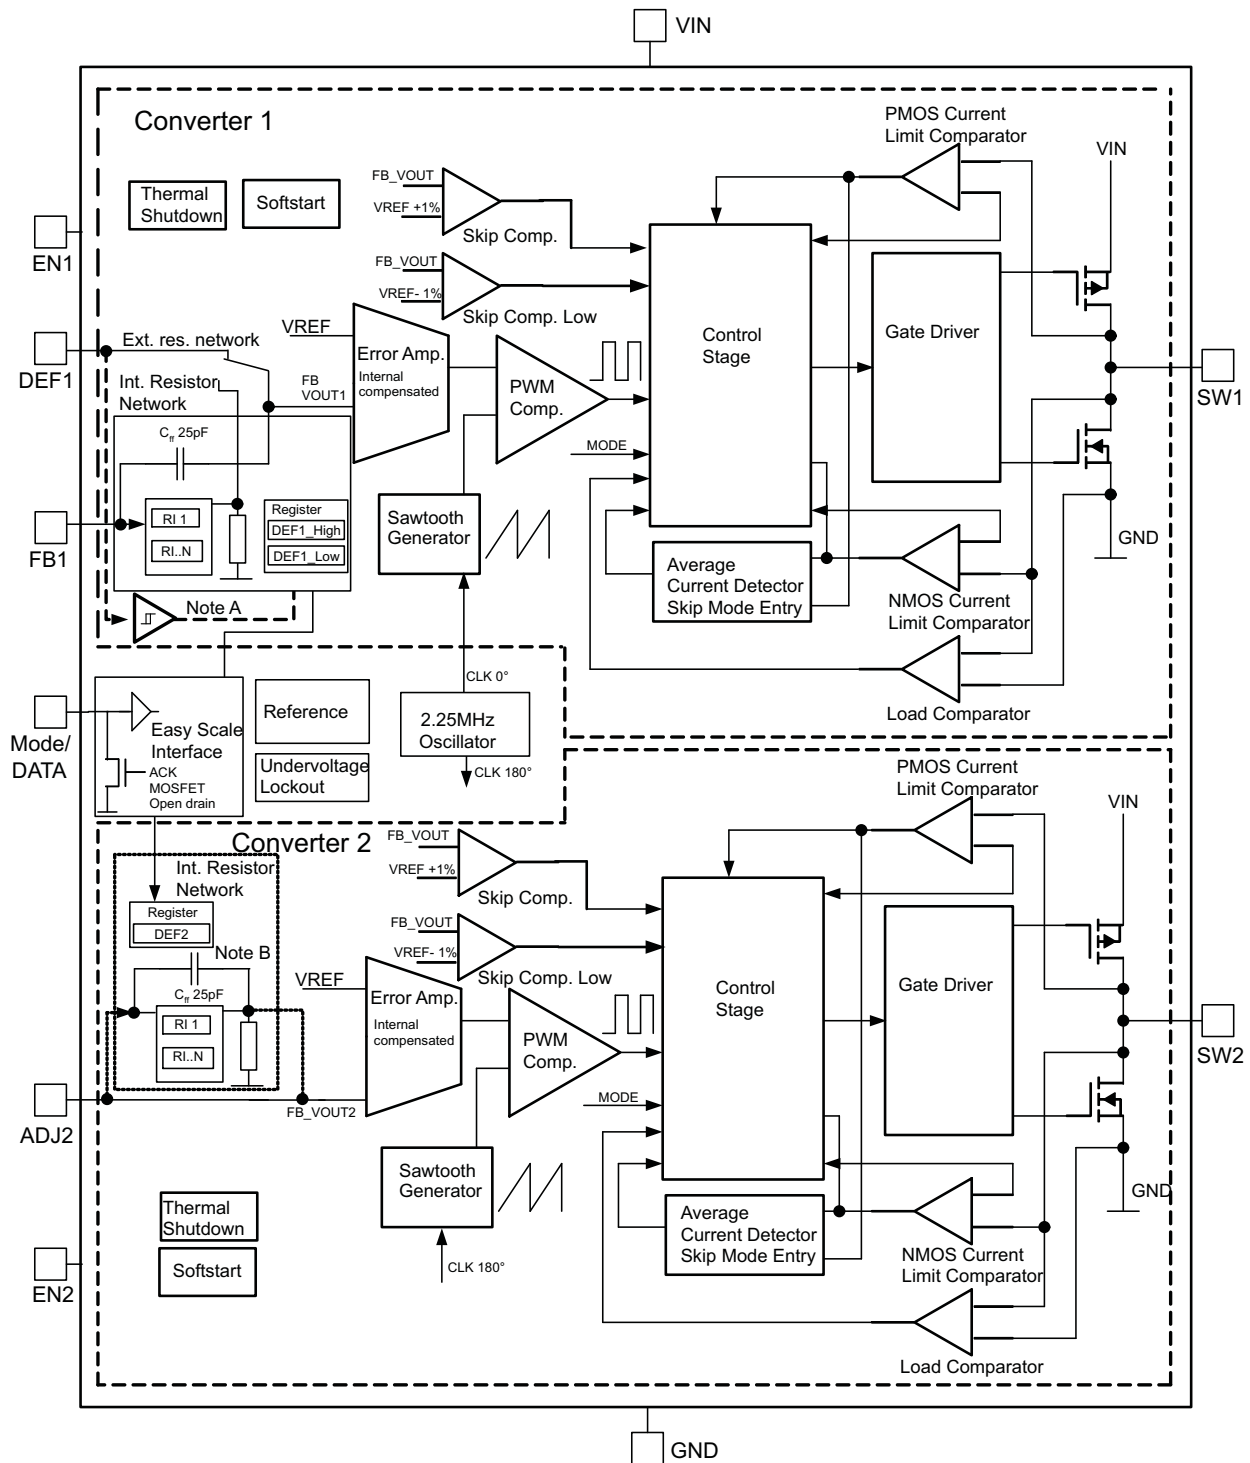 VIN
Converter 1
PMOS Current
Limit Comparator
VIN
Thermal
Shutdown
Softstart
FB_VOUT
VREF +1%
Skip Comp.
EN1
FB_VOUT
VREF- 1%
Skip Comp. Low
Control
Stage
Gate Driver
VREF
Ext. res. network
DEF1
Int. Resistor
Network
FB
VOUT1
Error Amp.
Internal
compensated
PWM
Comp.
SW1
Cff 25pF
MODE
RI 1
RI..N
Register
DEF1_High
DEF1_Low
FB1
Sawtooth
Generator
Average
Current Detector
Skip Mode Entry
GND
NMOS Current
Limit Comparator
Note A
CLK 0°
Load Comparator
Mode/
DATA
Easy Scale
Interface
ACK
MOSFET
Open drain
Reference
Undervoltage
Lockout
2.25MHz
Oscillator
CLK 180°
PMOS Current
Limit Comparator
VIN
Converter 2
FB_VOUT
VREF +1%
Skip Comp.
Int. Resistor
Network
Register
DEF2
Note B
Cff 25pF
RI 1
RI..N
FB_VOUT
VREF- 1%
Skip Comp. Low
VREF
Error Amp.
Internal
compensated
PWM
Comp.
Control
Stage
Gate Driver
SW2
ADJ2
FB_VOUT2
MODE
Sawtooth
Generator
CLK 180°
Thermal
Shutdown
Softstart
EN2
Average
Current Detector
Skip Mode Entry
GND
NMOS Current
Limit Comparator
Load Comparator
GND